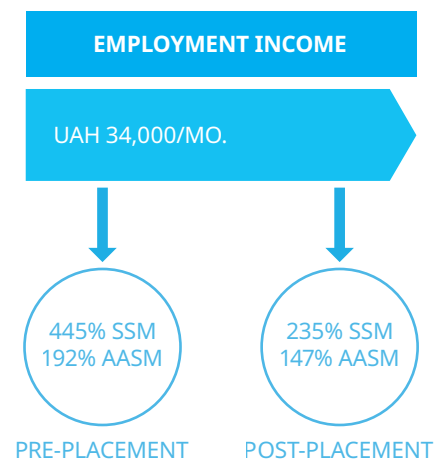 EMPLOYMENT INCOME
UAH 34,000/MO.
445% SSM
192% AASM
235% SSM
147% AASM
PRE-PLACEMENT
POST-PLACEMENT